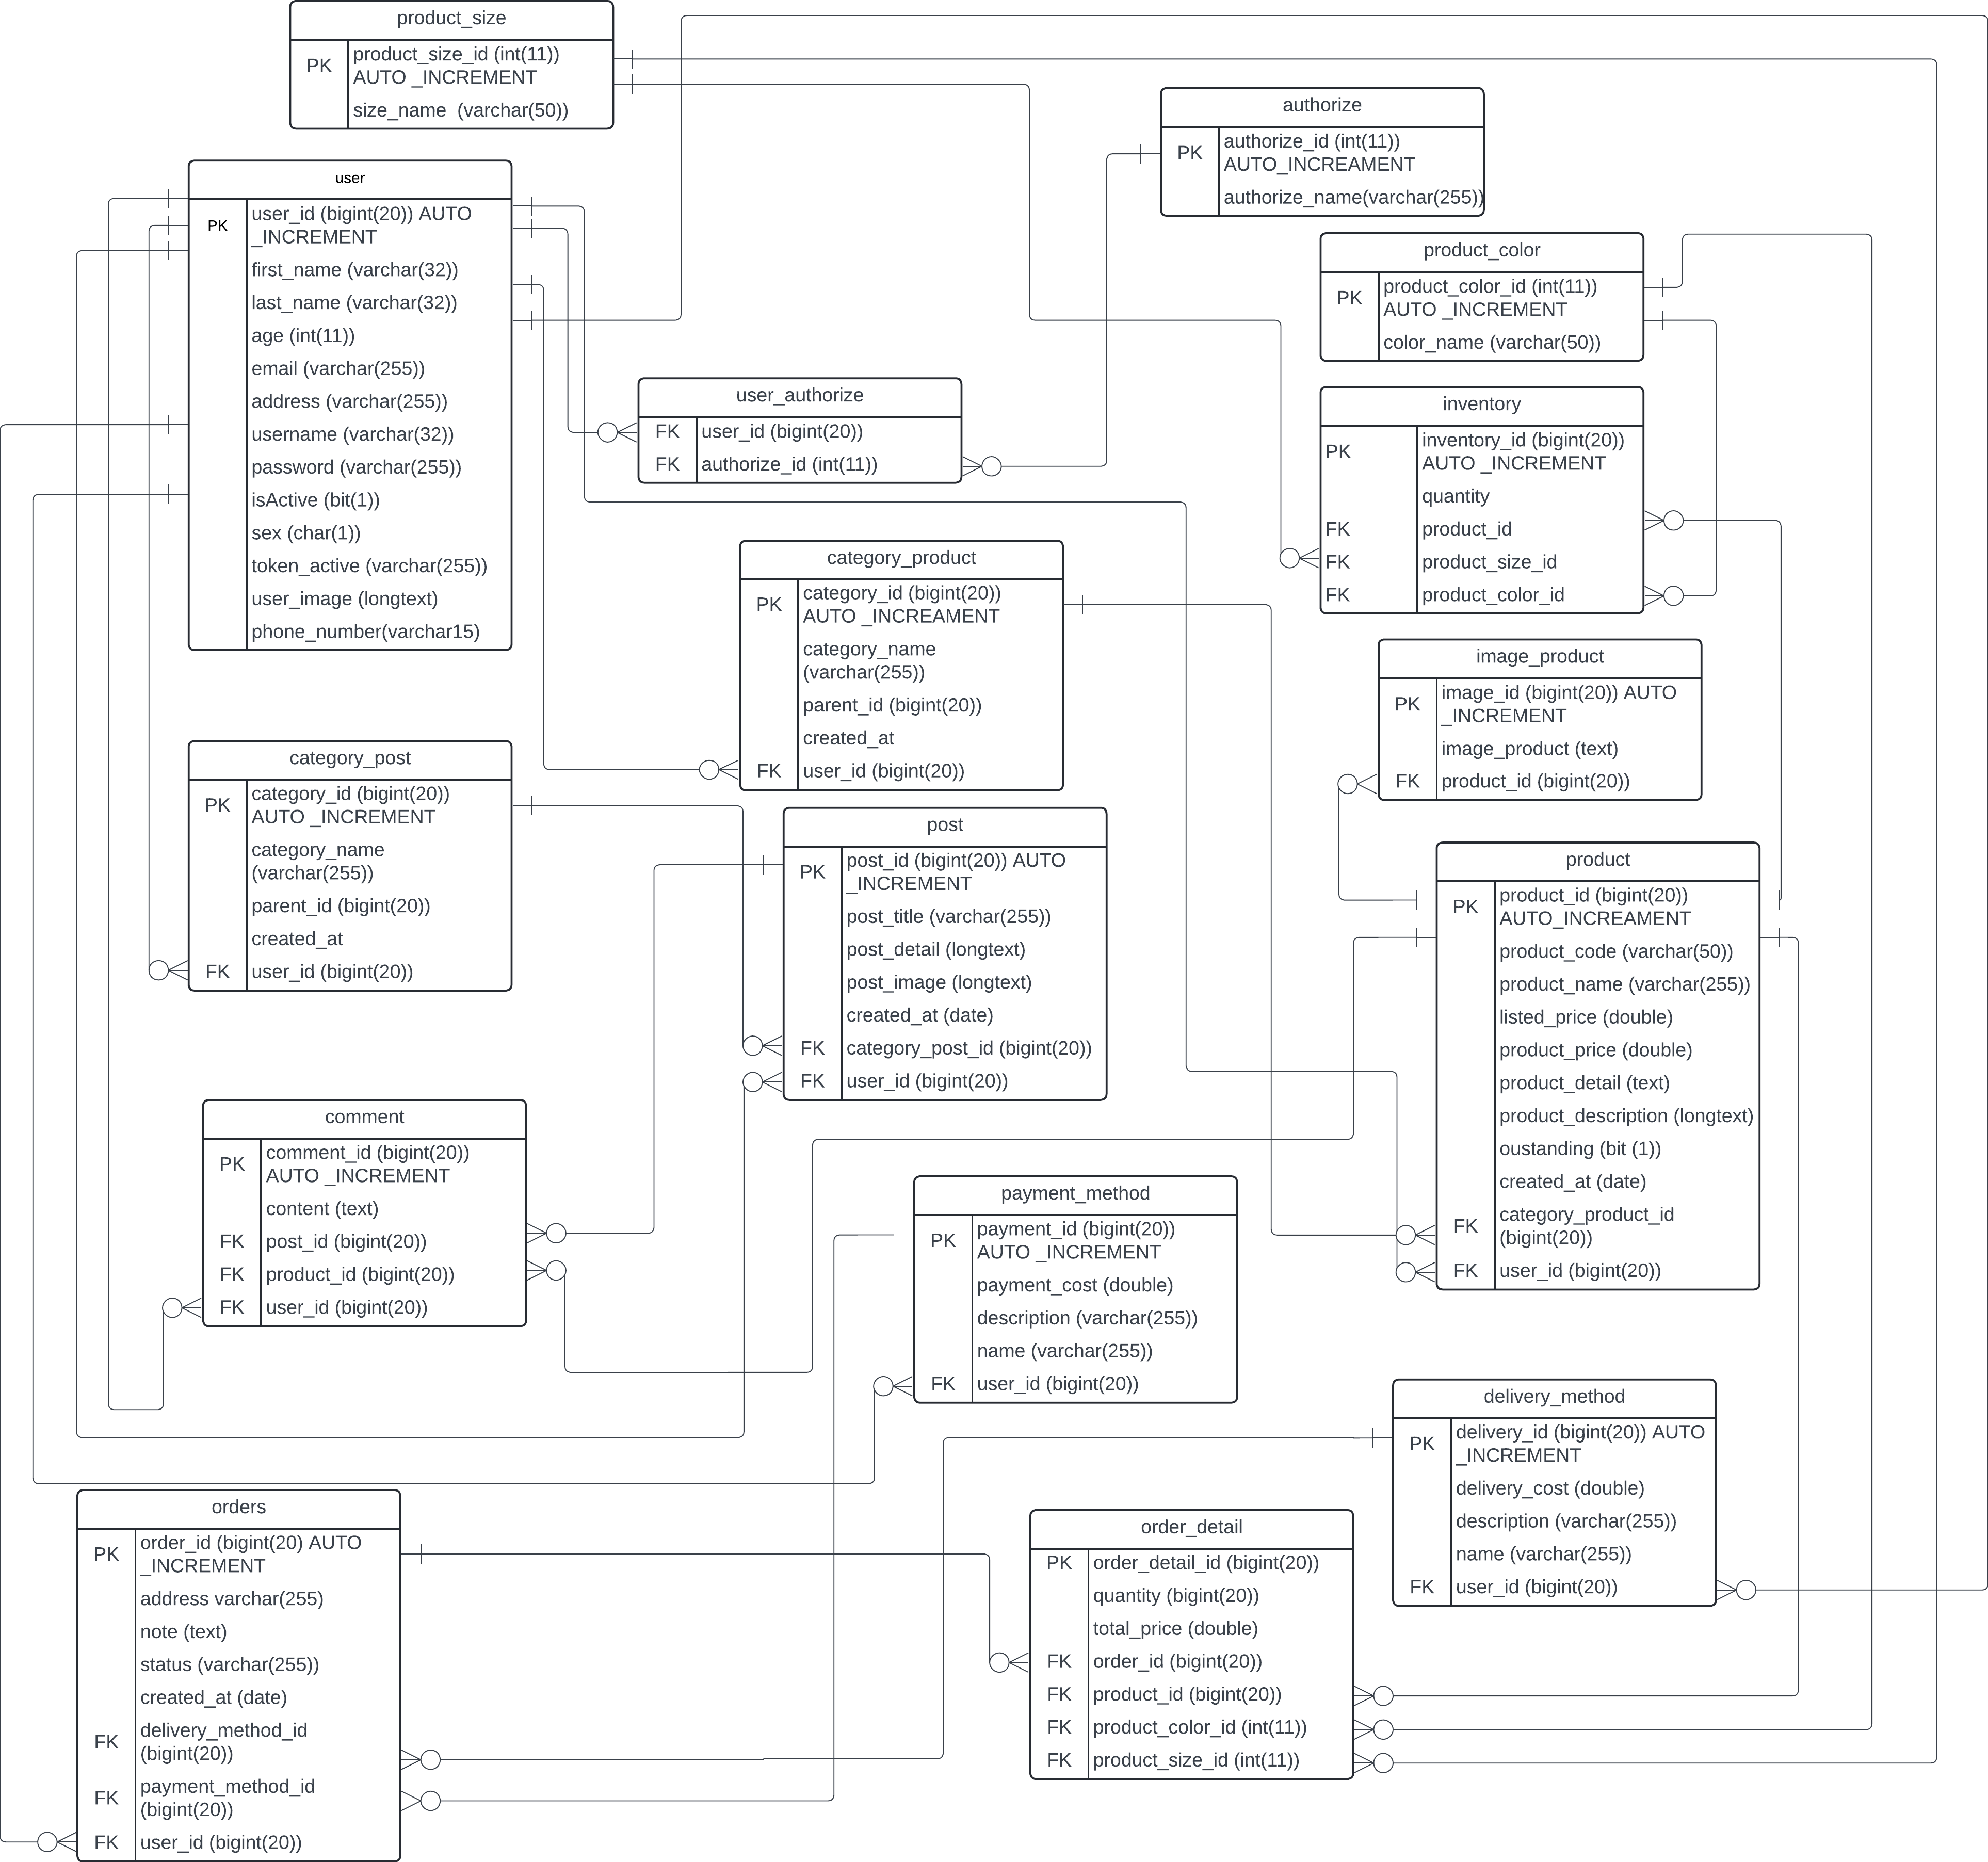 product_size
PK
product_size_id (int(11))
AUTO _INCREMENT
size_name  (varchar(50))
authorize
PK
authorize_id (int(11))
AUTO_INCREAMENT
authorize_name(varchar(255))
user
PK
user_id (bigint(20)) AUTO
_INCREMENT
first_name (varchar(32))
last_name (varchar(32))
age (int(11))
email (varchar(255))
address (varchar(255))
username (varchar(32))
password (varchar(255))
isActive (bit(1))
sex (char(1))
token_active (varchar(255))
user_image (longtext)
phone_number(varchar15)
product_color
PK
product_color_id (int(11))
AUTO _INCREMENT
color_name (varchar(50))
user_authorize
FK user_id (bigint(20))
FK authorize_id (int(11))
inventory
PK
inventory_id (bigint(20))
AUTO _INCREMENT
quantity
FK product_id
FK product_size_id
FK product_color_id
category_product
PK
category_id (bigint(20))
AUTO _INCREAMENT
category_name
(varchar(255))
parent_id (bigint(20))
created_at
FK user_id (bigint(20))
image_product
PK
image_id (bigint(20)) AUTO
_INCREMENT
image_product (text)
FK product_id (bigint(20))
category_post
PK
category_id (bigint(20))
AUTO _INCREMENT
category_name
(varchar(255))
parent_id (bigint(20))
created_at
FK user_id (bigint(20))
post
PK
post_id (bigint(20)) AUTO
_INCREMENT
post_title (varchar(255))
post_detail (longtext)
post_image (longtext)
created_at (date)
FK category_post_id (bigint(20))
FK user_id (bigint(20))
product
PK
product_id (bigint(20))
AUTO_INCREAMENT
product_code (varchar(50))
product_name (varchar(255))
listed_price (double)
product_price (double)
product_detail (text)
product_description (longtext)
oustanding (bit (1))
created_at (date)
FK
category_product_id
(bigint(20))
FK user_id (bigint(20))
comment
PK
comment_id (bigint(20))
AUTO _INCREMENT
content (text)
FK post_id (bigint(20))
FK product_id (bigint(20))
FK user_id (bigint(20))
payment_method
PK
payment_id (bigint(20))
AUTO _INCREMENT
payment_cost (double)
description (varchar(255))
name (varchar(255))
FK user_id (bigint(20))
delivery_method
PK
delivery_id (bigint(20)) AUTO
_INCREMENT
delivery_cost (double)
description (varchar(255))
name (varchar(255))
FK user_id (bigint(20))
orders
PK
order_id (bigint(20) AUTO
_INCREMENT
address varchar(255)
note (text)
status (varchar(255))
created_at (date)
FK
delivery_method_id
(bigint(20))
FK
payment_method_id
(bigint(20))
FK user_id (bigint(20))
order_detail
PK order_detail_id (bigint(20))
quantity (bigint(20))
total_price (double)
FK order_id (bigint(20))
FK product_id (bigint(20))
FK product_color_id (int(11))
FK product_size_id (int(11))